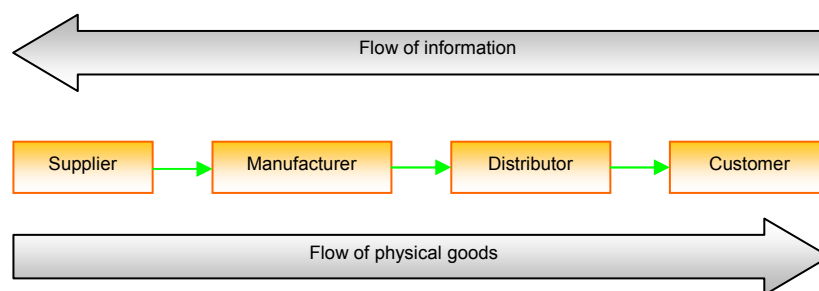 Flow of information
Supplier Manufacturer Distributor Customer
Flow of physical goods